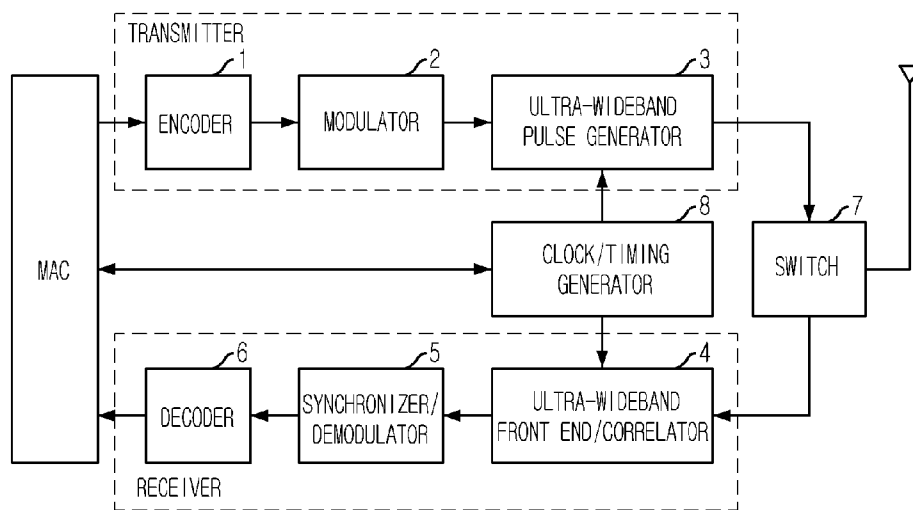 TRANSMITTER
1
ENCODER
2
MODULATOR
3
ULTRA-WIDEBAND
PULSE GENERATOR
MAC
8
CLOCK/TIMING
GENERATOR
7
SWITCH
6
DECODER
5
SYNCHRONIZER/
DEMODULATOR
4
ULTRA-WIDEBAND
FRONT END/CORRELATOR
RECEIVER